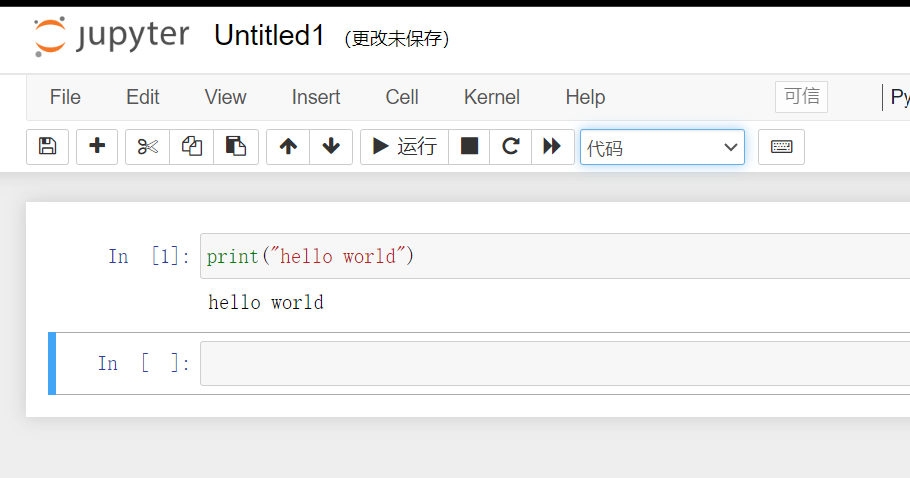 jupyter Untitled1 (更改未保存)
File Edit View Insert Cell Kernel Help 可信 Py
运行 代码
In [1]: print("hello world")
hello world
In [ ]: